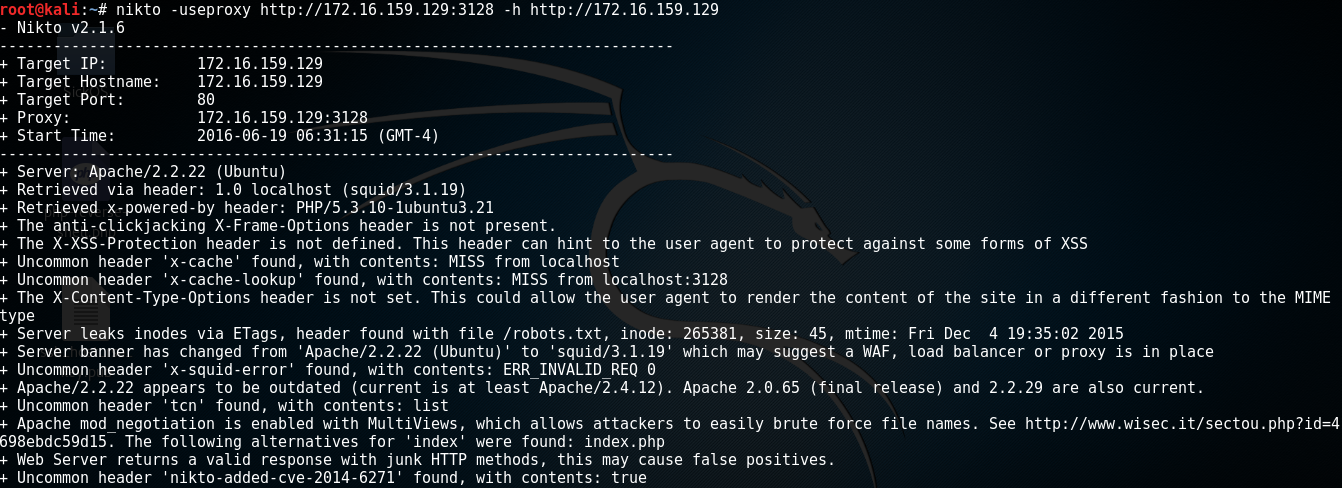 root@kali:~# nikto -useproxy http://172.16.159.129:3128 -h http://172.16.159.129
- Nikto v2.1.6
---------------------------------------------------------------------------
+ Target IP:          172.16.159.129
+ Target Hostname:    172.16.159.129
+ Target Port:        80
+ Proxy:              172.16.159.129:3128
+ Start Time:         2016-06-19 06:31:15 (GMT-4)
---------------------------------------------------------------------------
+ Server: Apache/2.2.22 (Ubuntu)
+ Retrieved via header: 1.0 localhost (squid/3.1.19)
+ Retrieved x-powered-by header: PHP/5.3.10-1ubuntu3.21
+ The anti-clickjacking X-Frame-Options header is not present.
+ The X-XSS-Protection header is not defined. This header can hint to the user agent to protect against some forms of XSS
+ Uncommon header 'x-cache' found, with contents: MISS from localhost
+ Uncommon header 'x-cache-lookup' found, with contents: MISS from localhost:3128
+ The X-Content-Type-Options header is not set. This could allow the user agent to render the content of the site in a different fashion to the MIME
type
+ Server leaks inodes via ETags, header found with file /robots.txt, inode: 265381, size: 45, mtime: Fri Dec  4 19:35:02 2015
+ Server banner has changed from 'Apache/2.2.22 (Ubuntu)' to 'squid/3.1.19' which may suggest a WAF, load balancer or proxy is in place
+ Uncommon header 'x-squid-error' found, with contents: ERR_INVALID_REQ 0
+ Apache/2.2.22 appears to be outdated (current is at least Apache/2.4.12). Apache 2.0.65 (final release) and 2.2.29 are also current.
+ Uncommon header 'tcn' found, with contents: list
+ Apache mod_negotiation is enabled with MultiViews, which allows attackers to easily brute force file names. See http://www.wisec.it/sectou.php?id=4
698ebdc59d15. The following alternatives for 'index' were found: index.php
+ Web Server returns a valid response with junk HTTP methods, this may cause false positives.
+ Uncommon header 'nikto-added-cve-2014-6271' found, with contents: true